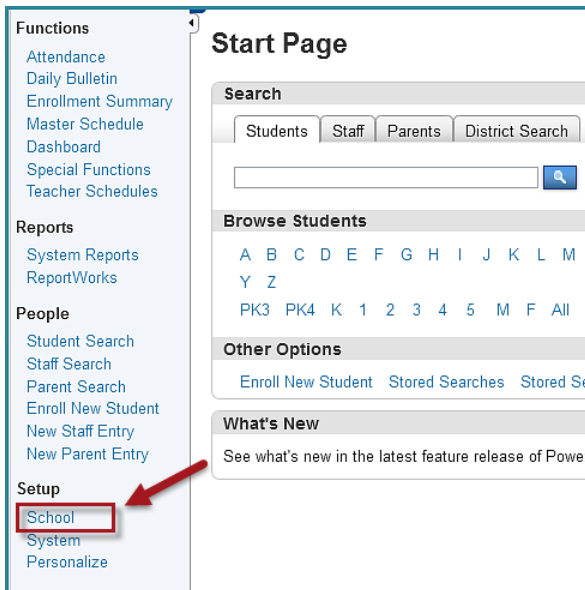 Functions
Attendance
Daily Bulletin
Enrollment Summary
Master Schedule
Dashboard
Special Functions
Teacher Schedules
Reports
System Reports
ReportWorks
People
Student Search
Staff Search
Parent Search
Enroll New Student
New Staff Entry
New Parent Entry
Setup
School
System
Personalize
Start Page
Search
Students Staff Parents District Search
Browse Students
A B C D E F G H I J K L M
Y Z
PK3 PK4 K 1 2 3 4 5 M F All
Other Options
Enroll New Student Stored Searches Stored Se
What's New
See what's new in the latest feature release of Powe